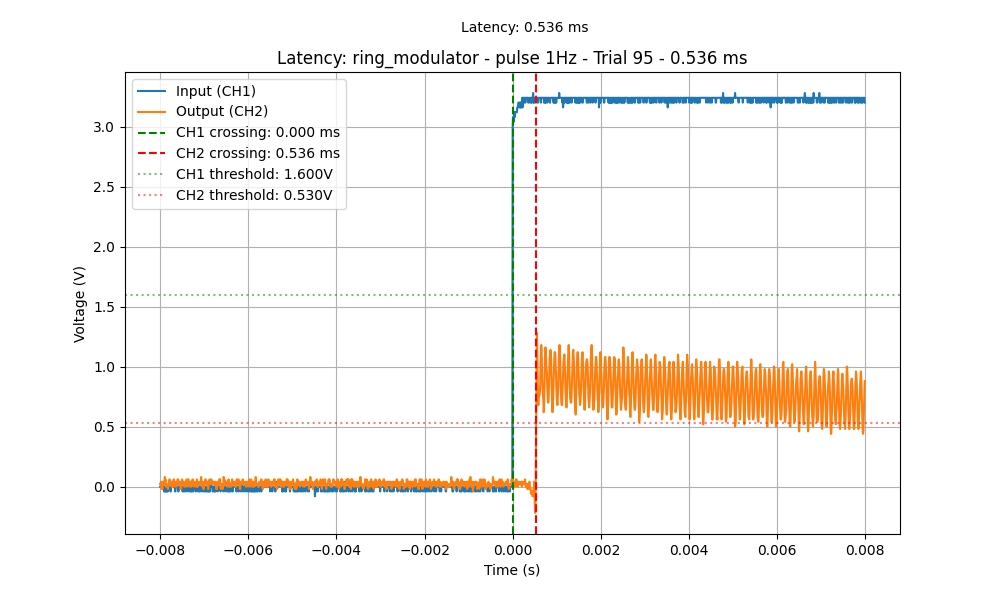 Latency: 0.536 ms
Latency: ring_modulator - pulse 1Hz - Trial 95 - 0.536 ms
Input (CH1)
Output (CH2)
CH1 crossing: 0.000 ms
CH2 crossing: 0.536 ms
CH1 threshold: 1.600V
CH2 threshold: 0.530V
Voltage (V)
3.0
2.5
2.0
1.5
1.0
0.5
0.0
−0.008 −0.006 −0.004 −0.002 0.000 0.002 0.004 0.006 0.008
Time (s)